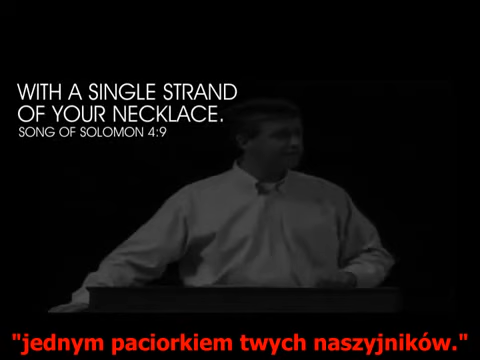 WITH A SINGLE STRAND
OF YOUR NECKLACE.
SONG OF SOLOMON 4:9
"jednym paciorkiem twych naszyjników."